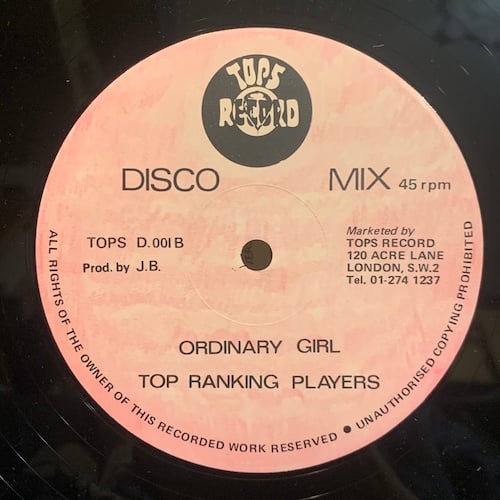 TOPS
RECORD
DISCO MIX 45 rpm
TOPS D.001B
Prod. by J.B.
Marketed by
TOPS RECORD
120 ACRE LANE
LONDON, S.W.2
Tel. 01-274 1237
ORDINARY GIRL
TOP RANKING PLAYERS
ALL RIGHTS OF THE OWNER OF THIS RECORDED WORK RESERVED ● UNAUTHORISED COPYING PROHIBITED